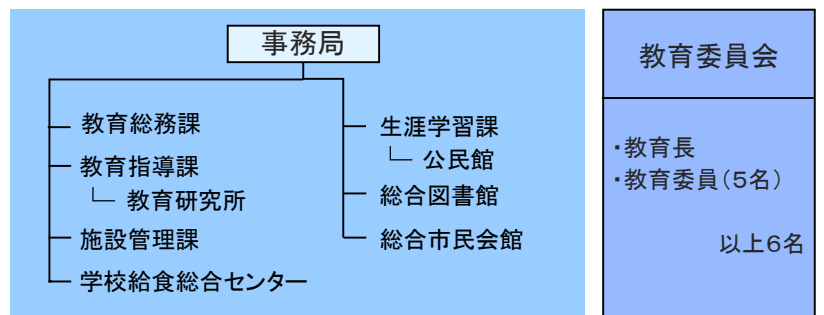 事務局
教育総務課
教育指導課
教育研究所
施設管理課
学校給食総合センター
生涯学習課
公民館
総合図書館
総合市民会館
教育委員会
・教育長
・教育委員(5名)
以上6名